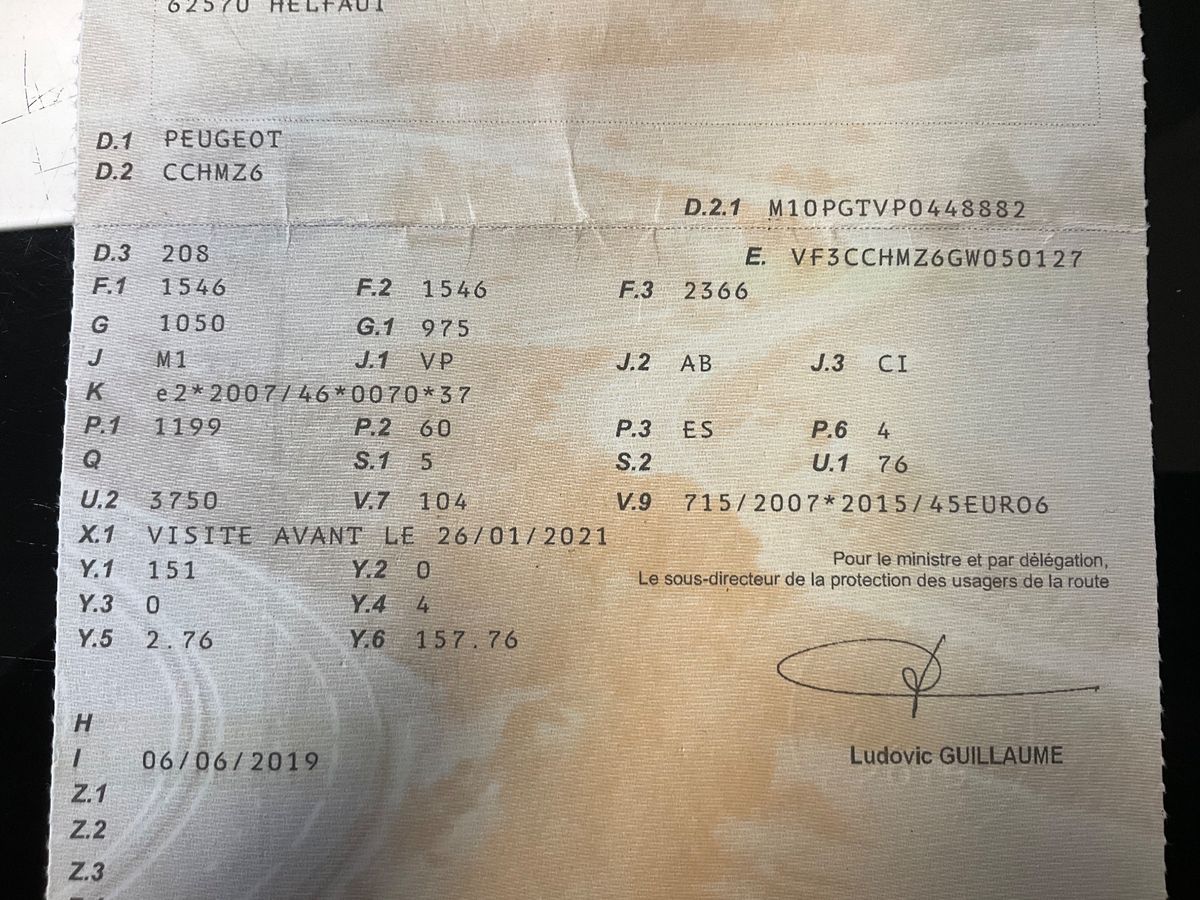 62570 HELFAUT
D.1 PEUGEOT
D.2 CCHMZ6
D.2.1 M10PGTVP0448882
D.3 208 E. VF3CCHMZ6GW050127
F.1 1546 F.2 1546 F.3 2366
G 1050 G.1 975
J M1 J.1 VP J.2 AB J.3 CI
K e2*2007/46*0070*37
P.1 1199 P.2 60 P.3 ES P.6 4
Q S.1 5 S.2 U.1 76
U.2 3750 V.7 104 V.9 715/2007*2015/45EURO6
X.1 VISITE AVANT LE 26/01/2021
Pour le ministre et par délégation,
Y.1 151 Y.2 0
Le sous-directeur de la protection des usagers de la route
Y.3 0 Y.4 4
Y.5 2.76 Y.6 157.76
H
I 06/06/2019
Ludovic GUILLAUME
Z.1
Z.2
Z.3